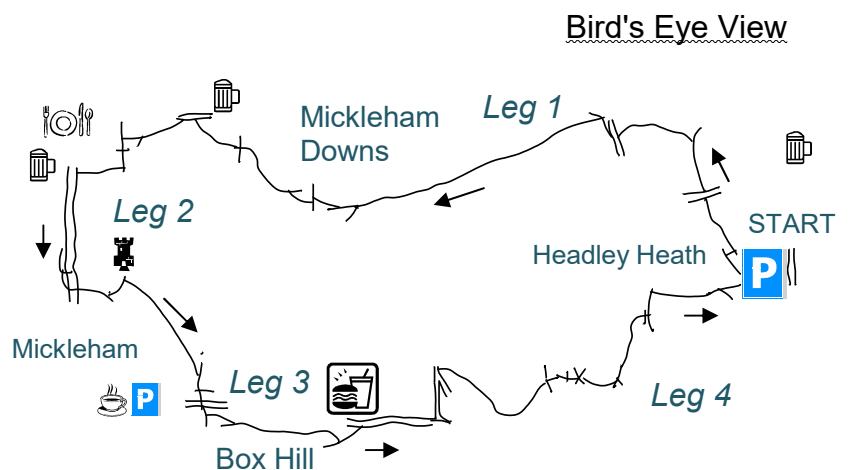 Bird's Eye View
Mickleham
Downs
Leg 1
Leg 2
START
Headley Heath
P
Mickleham
P
Leg 3
Leg 4
Box Hill